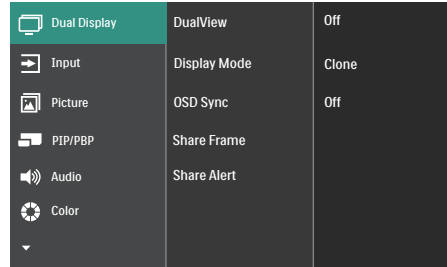 Dual Display DualView Off
Input Display Mode Clone
Picture OSD Sync Off
PIP/PBP Share Frame
Audio Share Alert
Color